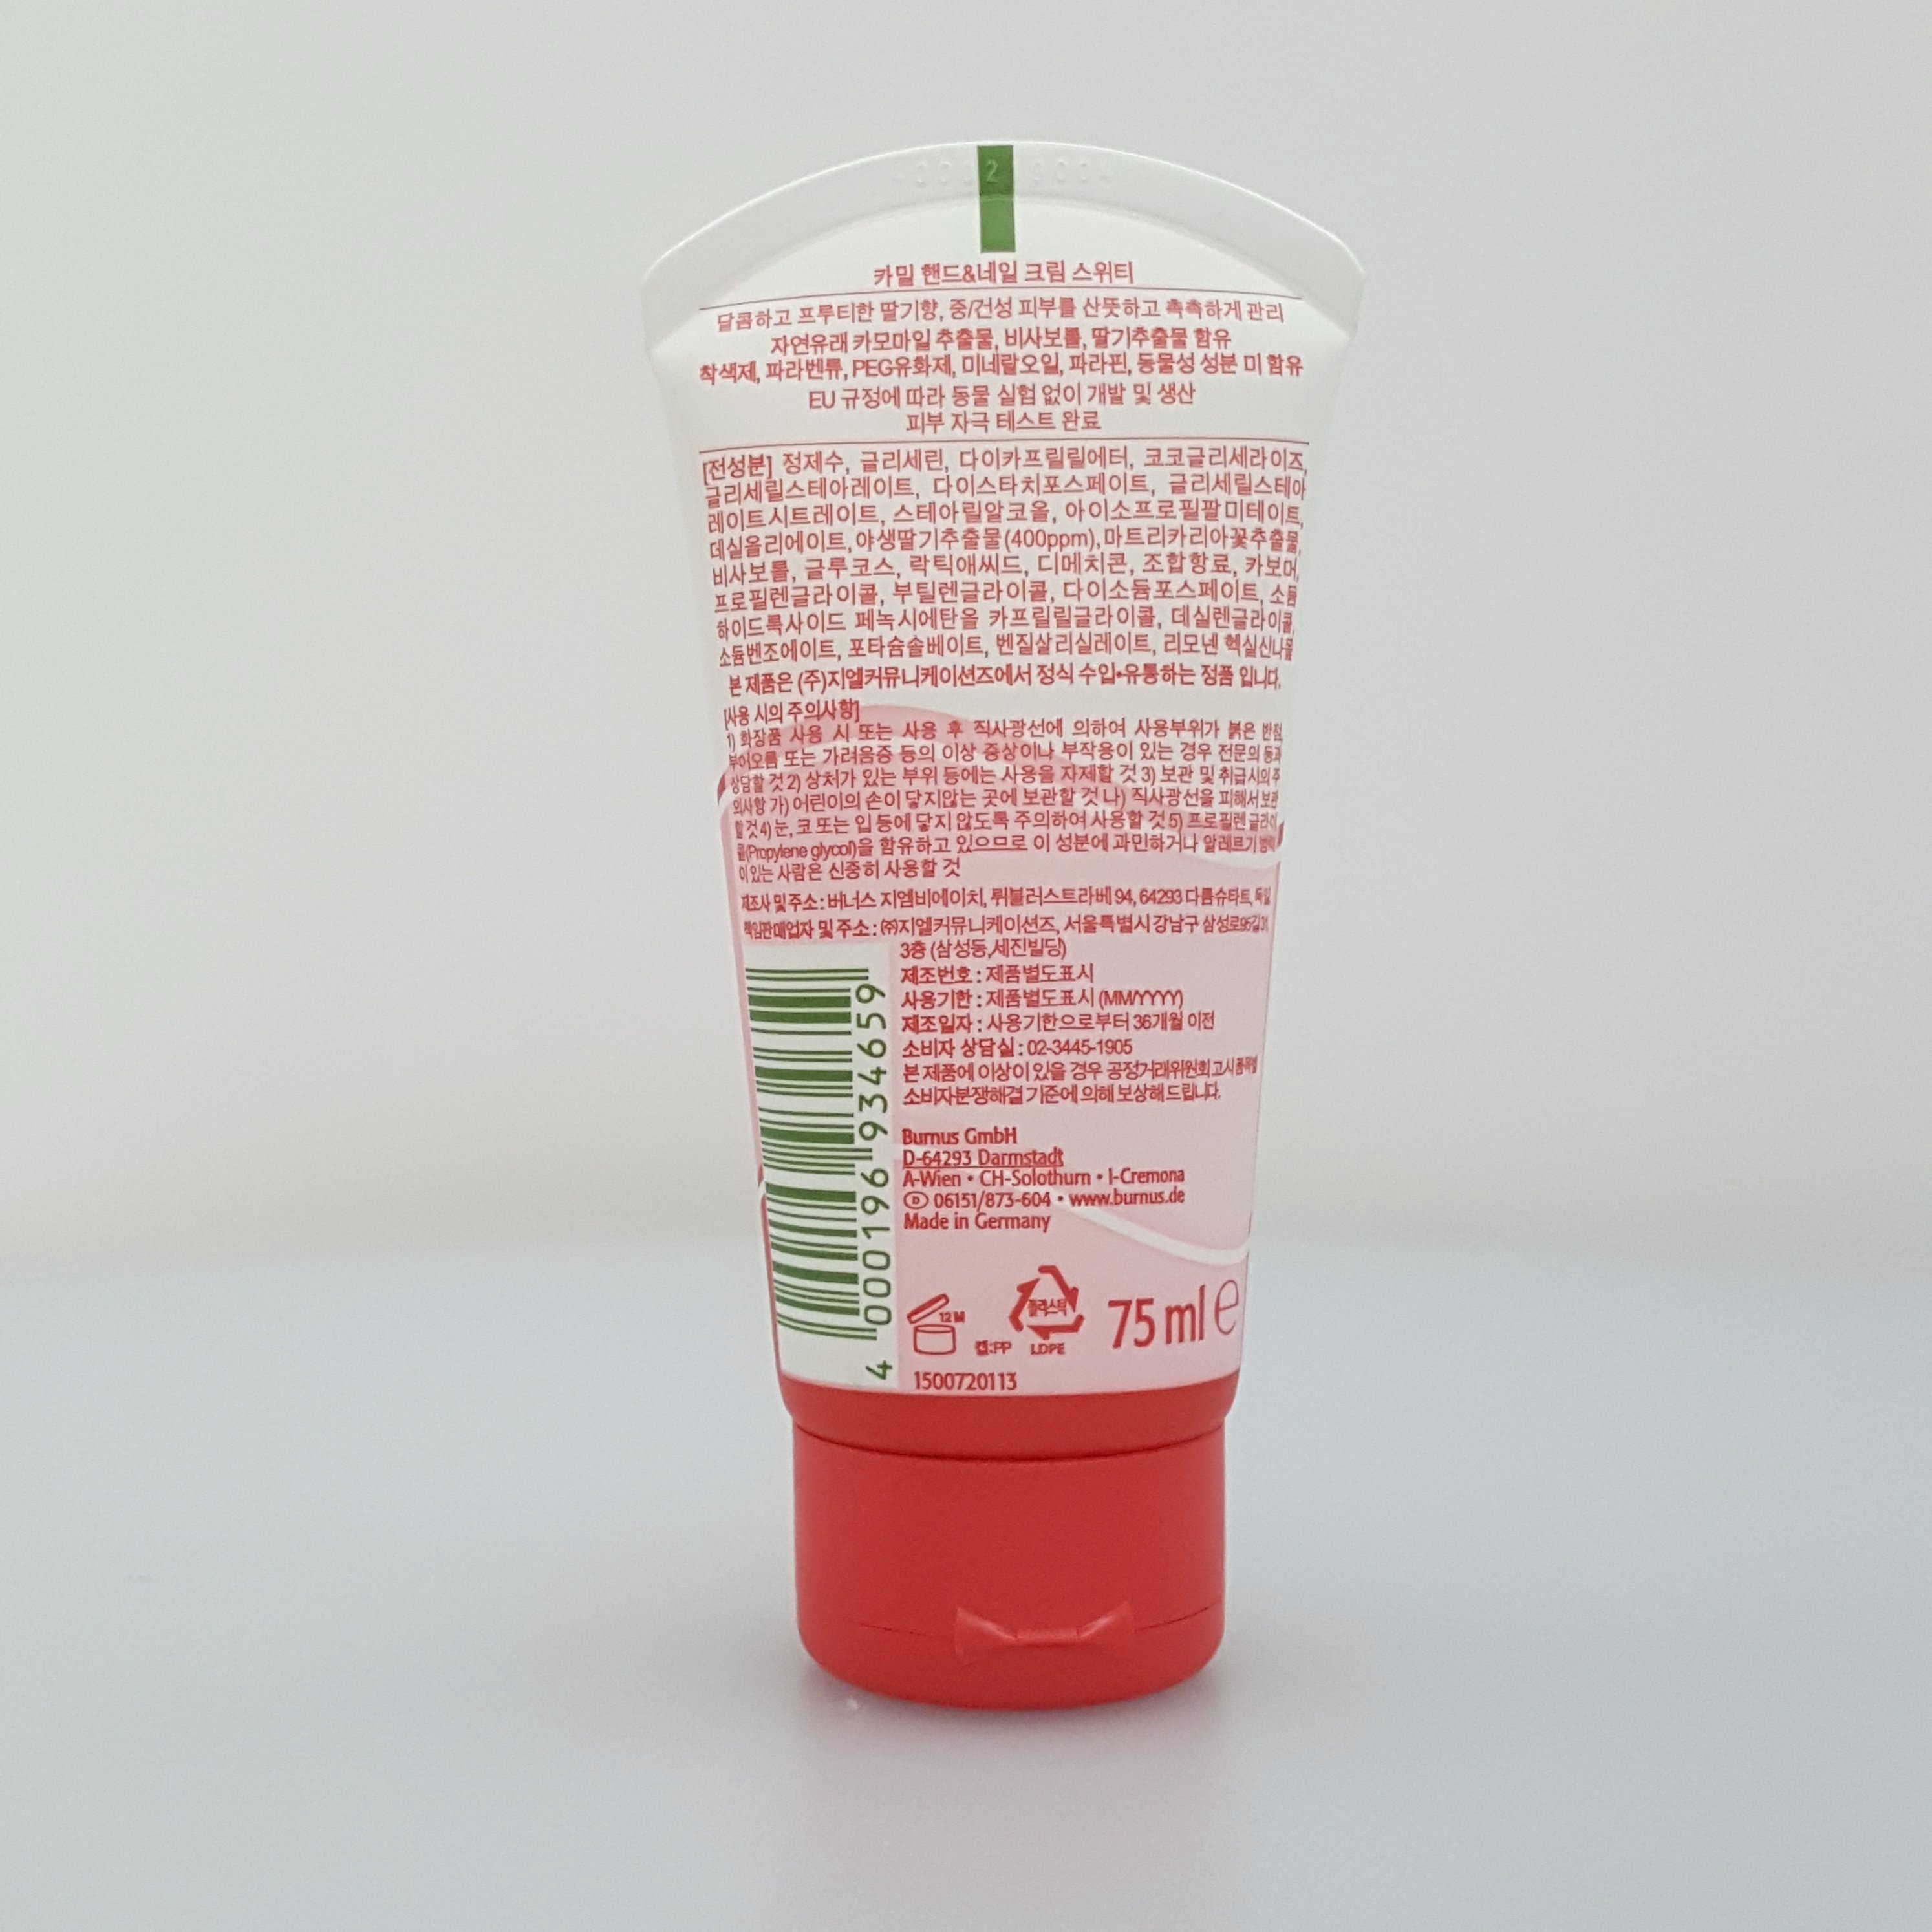 카밀 핸드&네일 크림 스위티
달콤하고 프루티한 딸기향, 중/건성 피부를 산뜻하고 촉촉하게 관리
자연유래 카모마일 추출물, 비사보롤, 딸기추출물 함유
착색제, 파라벤류, PEG유화제, 미네랄오일, 파라핀, 동물성 성분 미 함유
EU 규정에 따라 동물 실험 없이 개발 및 생산
피부 자극 테스트 완료
[전성분] 정제수, 글리세린, 다이카프릴릴에터, 코코글리세라이즈,
글리세릴스테아레이트, 다이스타치포스페이트, 글리세릴스테아
레이트시트레이트, 스테아릴알코올, 아이소프로필팔미테이트,
데실올리에이트, 야생딸기추출물(400ppm), 마트리카리아꽃추출물,
비사보롤, 글루코스, 락틱애씨드, 디메치콘, 조합향료, 카보머,
프로필렌글라이콜, 부틸렌글라이콜, 다이소듐포스페이트, 소듐
하이드록사이드 페녹시에탄올 카프릴릴글라이콜, 데실렌글라이콜,
소듐벤조에이트, 포타슘솔베이트, 벤질살리실레이트, 리모넨 헥실신나몰
본 제품은 (주)지엘커뮤니케이션즈에서 정식 수입•유통하는 정품 입니다.
[사용 시의 주의사항]
1) 화장품 사용 시 또는 사용 후 직사광선에 의하여 사용부위가 붉은 반점,
부어오름 또는 가려움증 등의 이상 증상이나 부작용이 있는 경우 전문의 등과
상담할 것 2) 상처가 있는 부위 등에는 사용을 자제할 것 3) 보관 및 취급시의 주
의사항 가) 어린이의 손이 닿지않는 곳에 보관할 것 나) 직사광선을 피해서 보관
할 것 4) 눈, 코 또는 입 등에 닿지 않도록 주의하여 사용할 것 5) 프로필렌 글라이
콜(Propylene glycol)을 함유하고 있으므로 이 성분에 과민하거나 알레르기 병력
이 있는 사람은 신중히 사용할 것
제조사 및 주소 : 버너스 지엠비에이치, 뤼블러스트라베 94, 64293 다름슈타트, 독일
책임판매업자 및 주소 : ㈜지엘커뮤니케이션즈, 서울특별시 강남구 삼성로95길 31,
3층 (삼성동,세진빌딩)
제조번호 : 제품별도표시
사용기한 : 제품별도표시 (MM/YYYY)
제조일자 : 사용기한으로부터 36개월 이전
소비자 상담실 : 02-3445-1905
본 제품에 이상이 있을 경우 공정거래위원회 고시 품목별
소비자분쟁해결 기준에 의해 보상해 드립니다.
Burnus GmbH
D-64293 Darmstadt
A-Wien • CH-Solothurn • I-Cremona
Ⓓ 06151/873-604 • www.burnus.de
Made in Germany
4 000196 934659
12 M
캡:PP
플라스틱
LDPE
75 ml ℮
1500720113